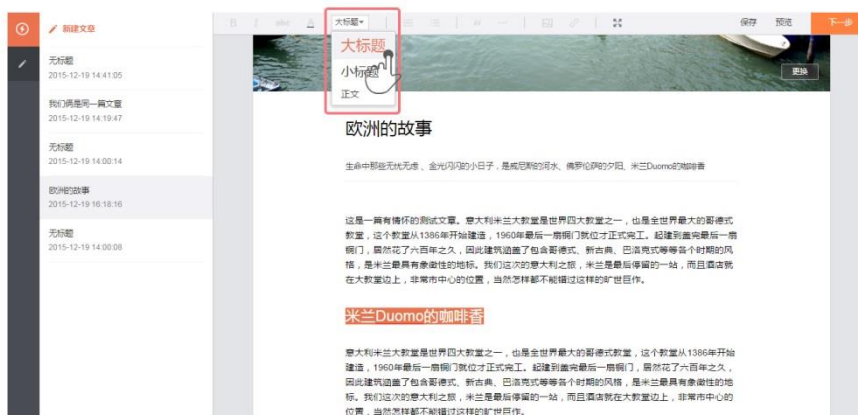 新建文章
B I abc A 大标题
保存 预览 下一步
大标题
小标题
正文
更换
无标题
2015-12-19 14:41:05
我们俩是同一篇文章
2015-12-19 14:19:47
无标题
2015-12-19 14:00:14
欧洲的故事
2015-12-19 16:18:16
无标题
2015-12-19 14:00:08
欧洲的故事
生命中那些无忧无虑、金光闪闪的小日子，是威尼斯的河水、佛罗伦萨的夕阳、米兰Duomo的咖啡香
这是一篇有情怀的测试文章。意大利米兰大教堂是世界四大教堂之一，也是全世界最大的哥德式
教堂，这个教堂从1386年开始建造，1960年最后一扇铜门就位才正式完工。起建到盖完最后一扇
铜门，居然花了六百年之久，因此建筑涵盖了包含哥德式、新古典、巴洛克式等等各个时期的风
格，是米兰最具有象徵性的地标。我们这次的意大利之旅，米兰是最后停留的一站，而且酒店就
在大教堂边上，非常市中心的位置，当然怎样都不能错过这样的旷世巨作。
米兰Duomo的咖啡香
意大利米兰大教堂是世界四大教堂之一，也是全世界最大的哥德式教堂，这个教堂从1386年开始
建造，1960年最后一扇铜门就位才正式完工。起建到盖完最后一扇铜门，居然花了六百年之久，
因此建筑涵盖了包含哥德式、新古典、巴洛克式等等各个时期的风格，是米兰最具有象徵性的地
标。我们这次的意大利之旅，米兰是最后停留的一站，而且酒店就在大教堂边上，非常市中心的
位置，当然怎样都不能错过这样的旷世巨作。